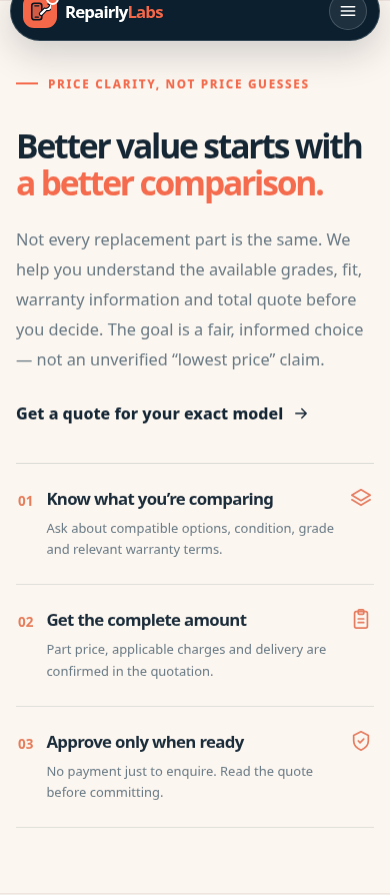 RepairlyLabs
PRICE CLARITY, NOT PRICE GUESSES
Better value starts with
a better comparison.
Not every replacement part is the same. We
help you understand the available grades, fit,
warranty information and total quote before
you decide. The goal is a fair, informed choice
— not an unverified “lowest price” claim.
Get a quote for your exact model →
01 Know what you’re comparing
Ask about compatible options, condition, grade
and relevant warranty terms.
02 Get the complete amount
Part price, applicable charges and delivery are
confirmed in the quotation.
03 Approve only when ready
No payment just to enquire. Read the quote
before committing.